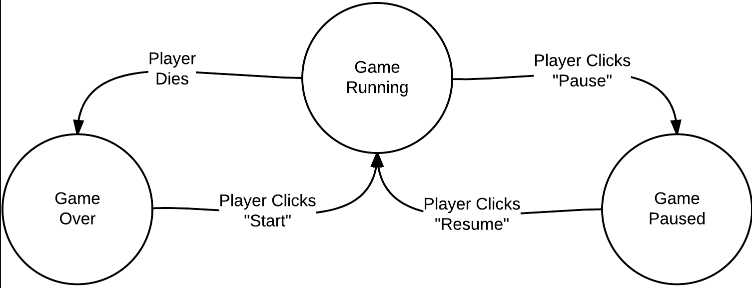 Game
Running
Player
Dies
Player Clicks
"Pause"
Game
Over
Player Clicks
"Start"
Player Clicks
"Resume"
Game
Paused